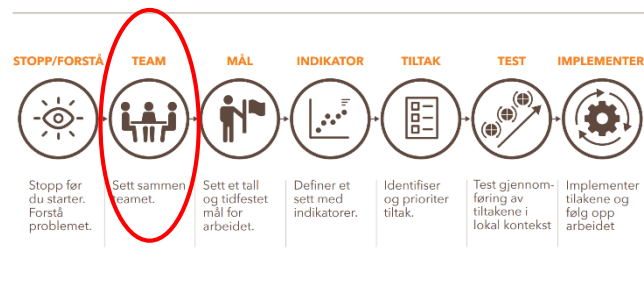 STOPP/FORSTÅ
TEAM
MÅL
INDIKATOR
TILTAK
TEST
IMPLEMENTER
Stopp før
du starter.
Forstå
problemet.
Sett sammen
teamet.
Sett et tall
og tidfestet
mål for
arbeidet.
Definer et
sett med
indikatorer.
Identifiser
og prioriter
tiltak.
Test gjennom-
føring av
tiltakene i
lokal kontekst
Implementer
tilakene og
følg opp
arbeidet